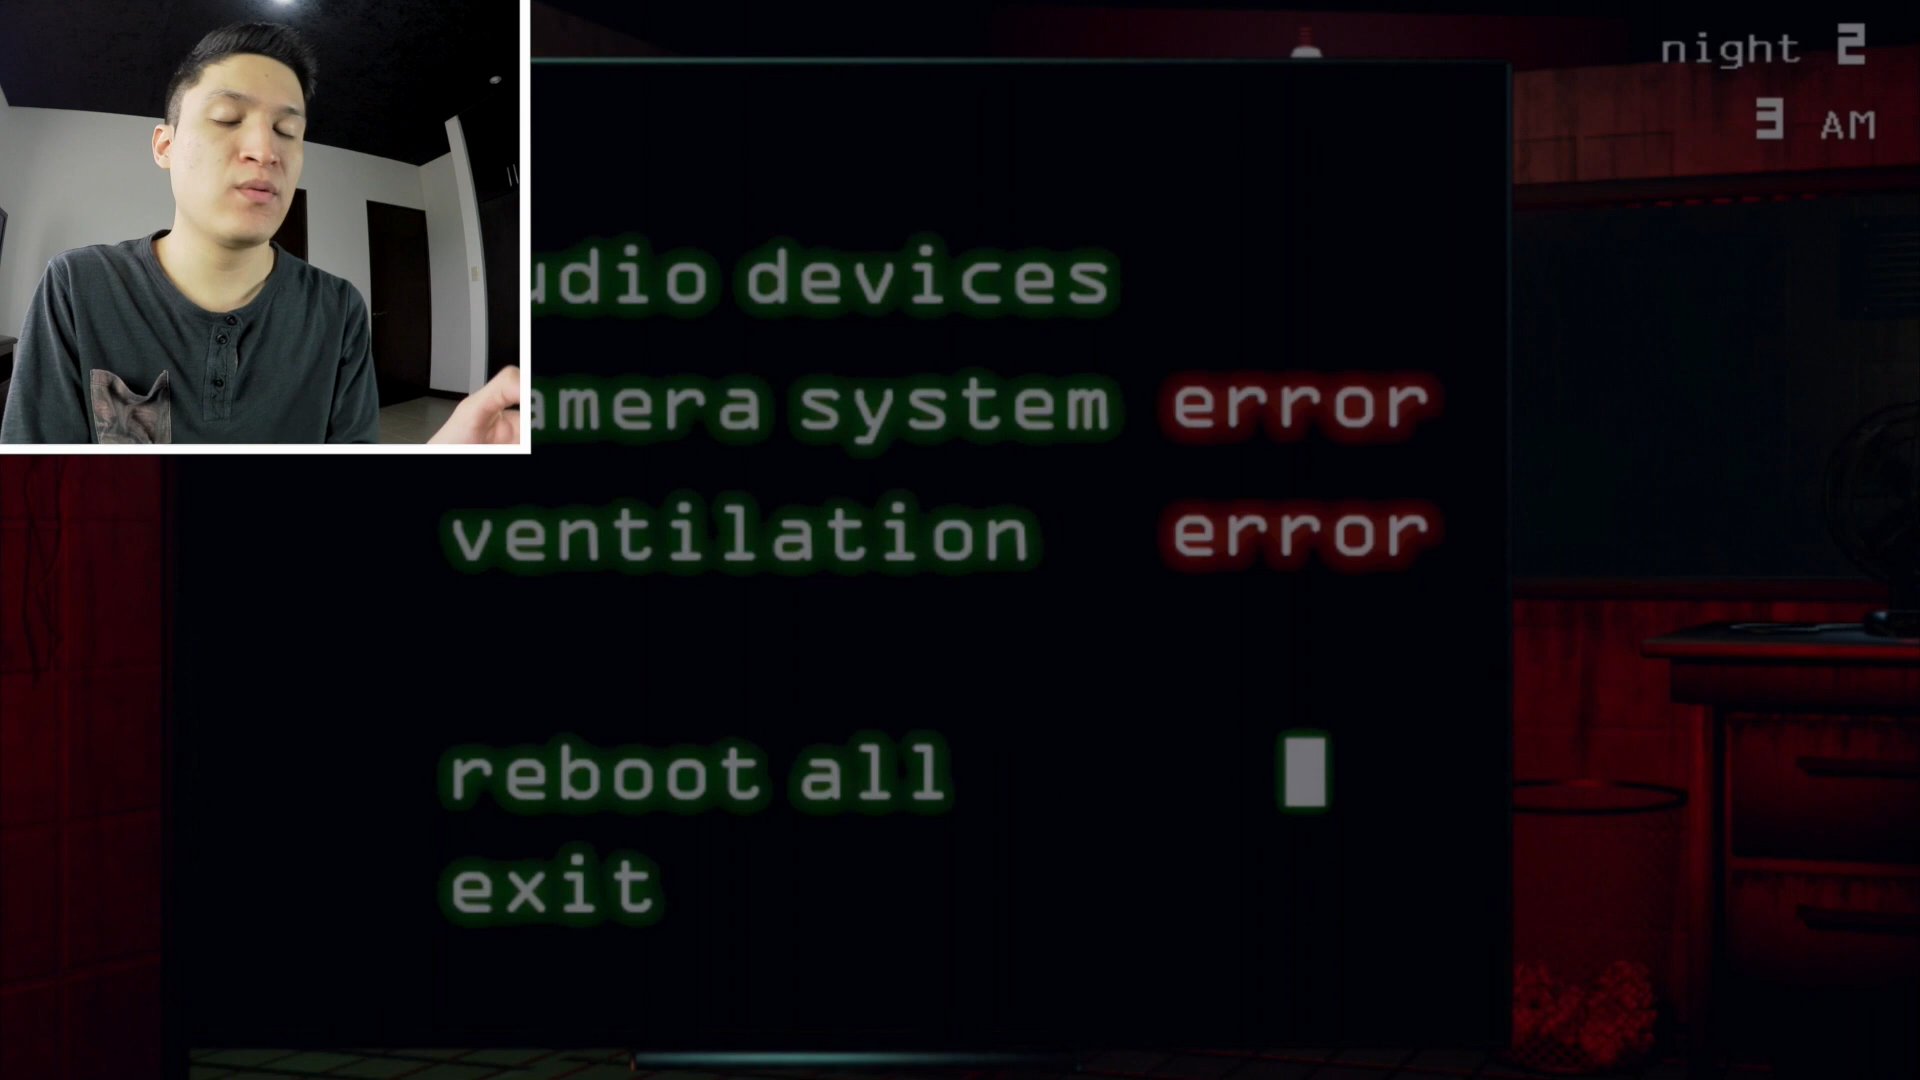 night 2
3 AM
udio devices
amera system error
ventilation error
reboot all
exit